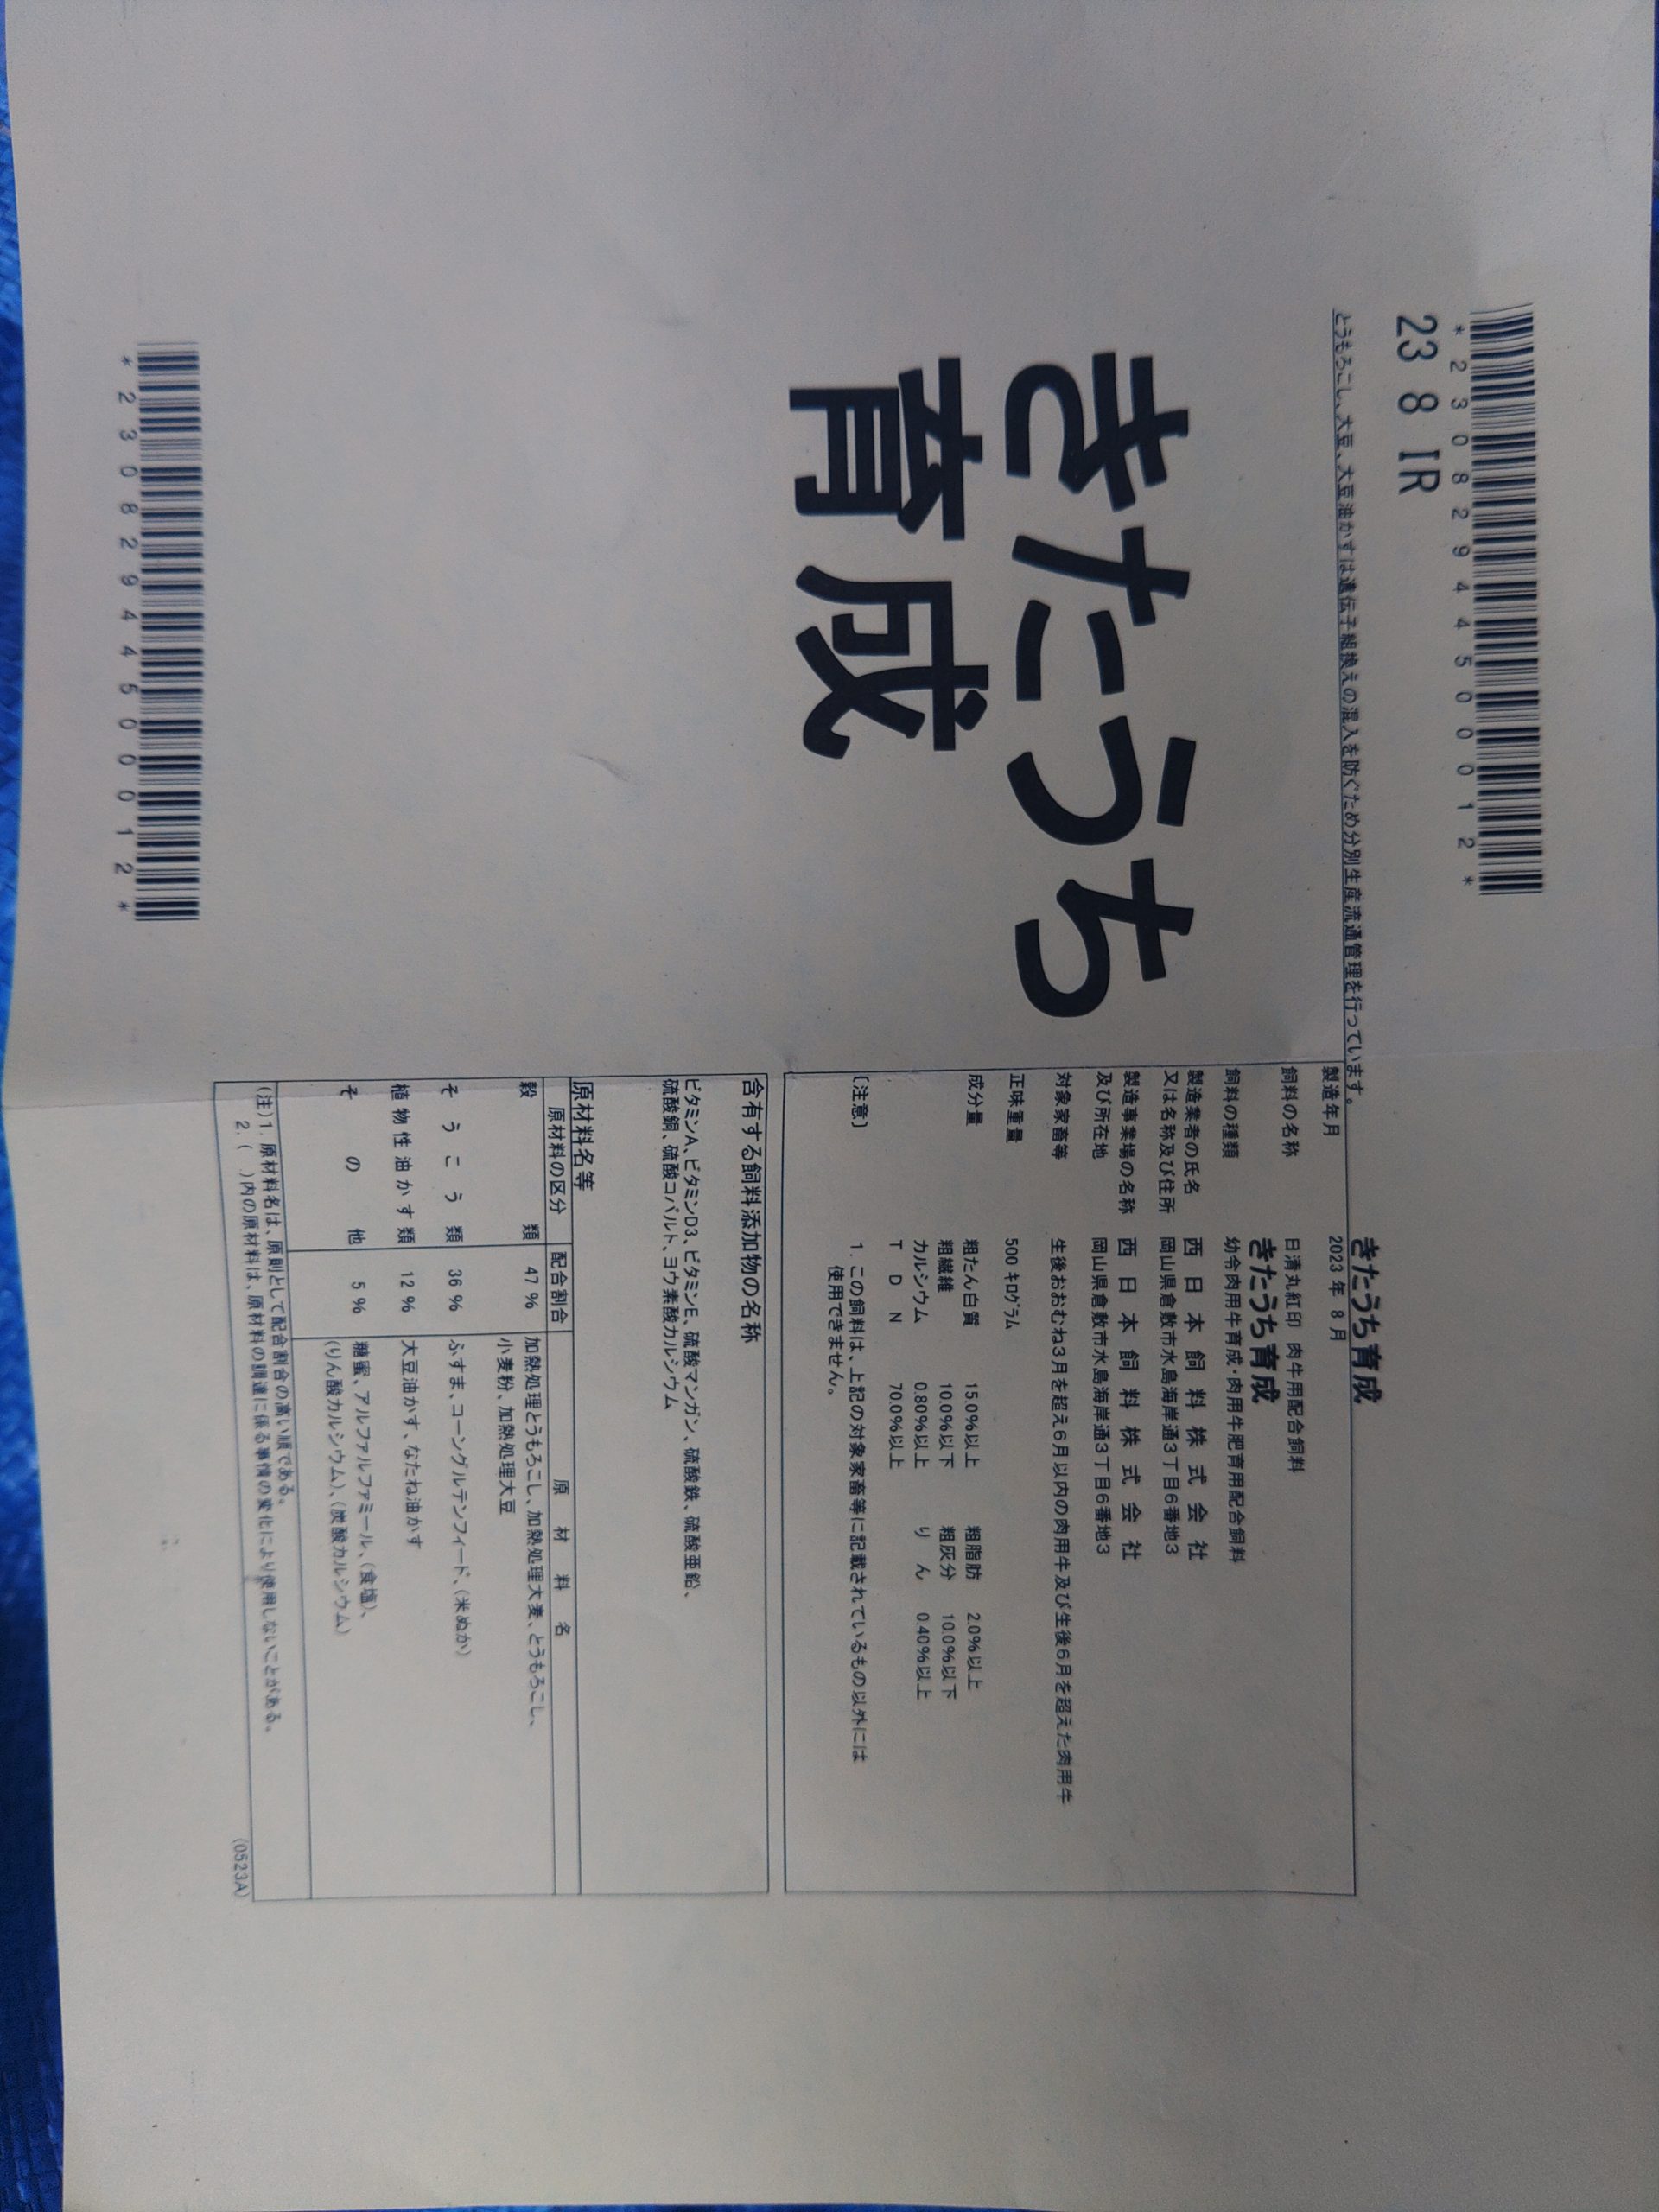 *23082944500012*
23 8 IR
とうもろこし、大豆、大豆油かすは遺伝子組換えの混入を防ぐため分別生産流通管理を行っています。
きたうち
育成
*23082944500012*
きたうち育成
製造年月 2023年 8月
飼料の名称 日清丸紅印 肉牛用配合飼料
きたうち育成
飼料の種類 幼令肉用牛育成・肉用牛肥育用配合飼料
製造業者の氏名 西日本飼料株式会社
又は名称及び住所 岡山県倉敷市水島海岸通3丁目6番地3
製造事業場の名称 西日本飼料株式会社
及び所在地 岡山県倉敷市水島海岸通3丁目6番地3
対象家畜等 生後おおむね3月を超え6月以内の肉用牛及び生後6月を超えた肉用牛
正味重量 500 キログラム
成分量 粗たん白質 15.0%以上 粗脂肪 2.0%以上
粗繊維 10.0%以下 粗灰分 10.0%以下
カルシウム 0.80%以上 りん 0.40%以上
TDN 70.0%以上
〔注意〕 1. この飼料は、上記の対象家畜等に記載されているもの以外には
使用できません。
含有する飼料添加物の名称
ビタミンA、ビタミンD3、ビタミンE、硫酸マンガン、硫酸鉄、硫酸亜鉛、
硫酸銅、硫酸コバルト、ヨウ素酸カルシウム
原材料名等
原材料の区分 配合割合 原材料名
穀類 47% 加熱処理とうもろこし、加熱処理大麦、とうもろこし、
小麦粉、加熱処理大豆
そうこう類 36% ふすま、コーングルテンフィード、(米ぬか)
植物性油かす類 12% 大豆油かす、なたね油かす
その他 5% 糖蜜、アルファルファミール、(食塩)、
(りん酸カルシウム)、(炭酸カルシウム)
(注)1. 原材料名は、原則として配合割合の高い順である。
2. ( )内の原材料は、原材料の調達に係る事情の変化により使用しないことがある。
(0523A)